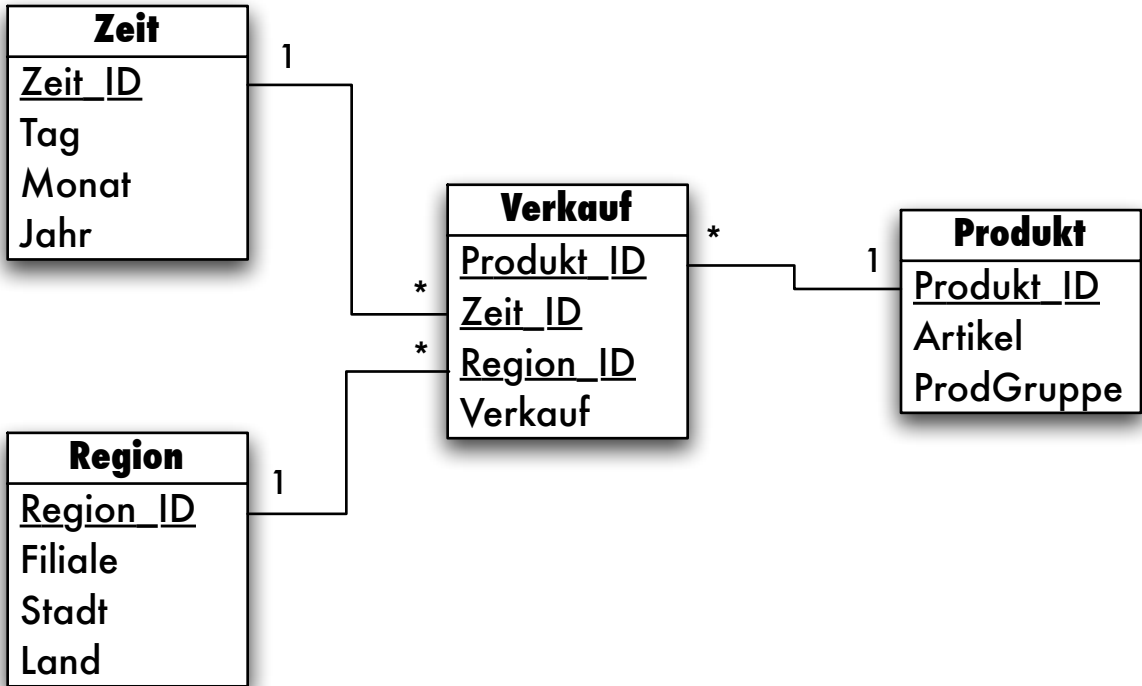 Zeit
Zeit_ID
Tag
Monat
Jahr
1
*
Verkauf
Produkt_ID
Zeit_ID
Region_ID
Verkauf
*
1
Produkt
Produkt_ID
Artikel
ProdGruppe
Region
Region_ID
Filiale
Stadt
Land
1
*